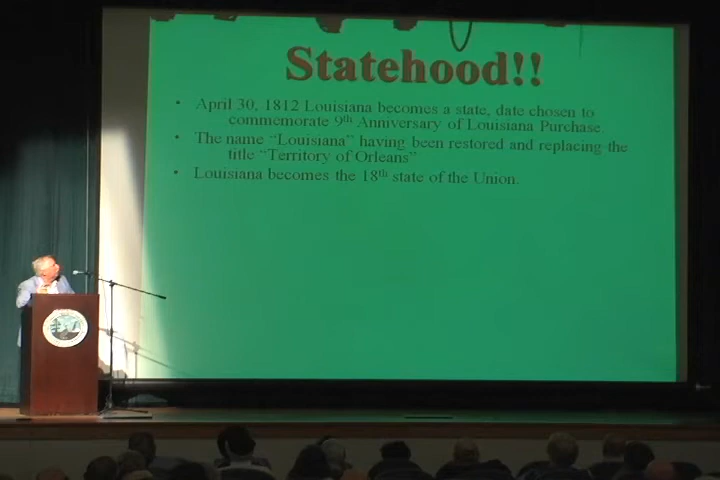 Statehood!!
• April 30, 1812 Louisiana becomes a state, date chosen to
commemorate 9th Anniversary of Louisiana Purchase.
• The name “Louisiana” having been restored and replacing the
title “Territory of Orleans”
• Louisiana becomes the 18th state of the Union.